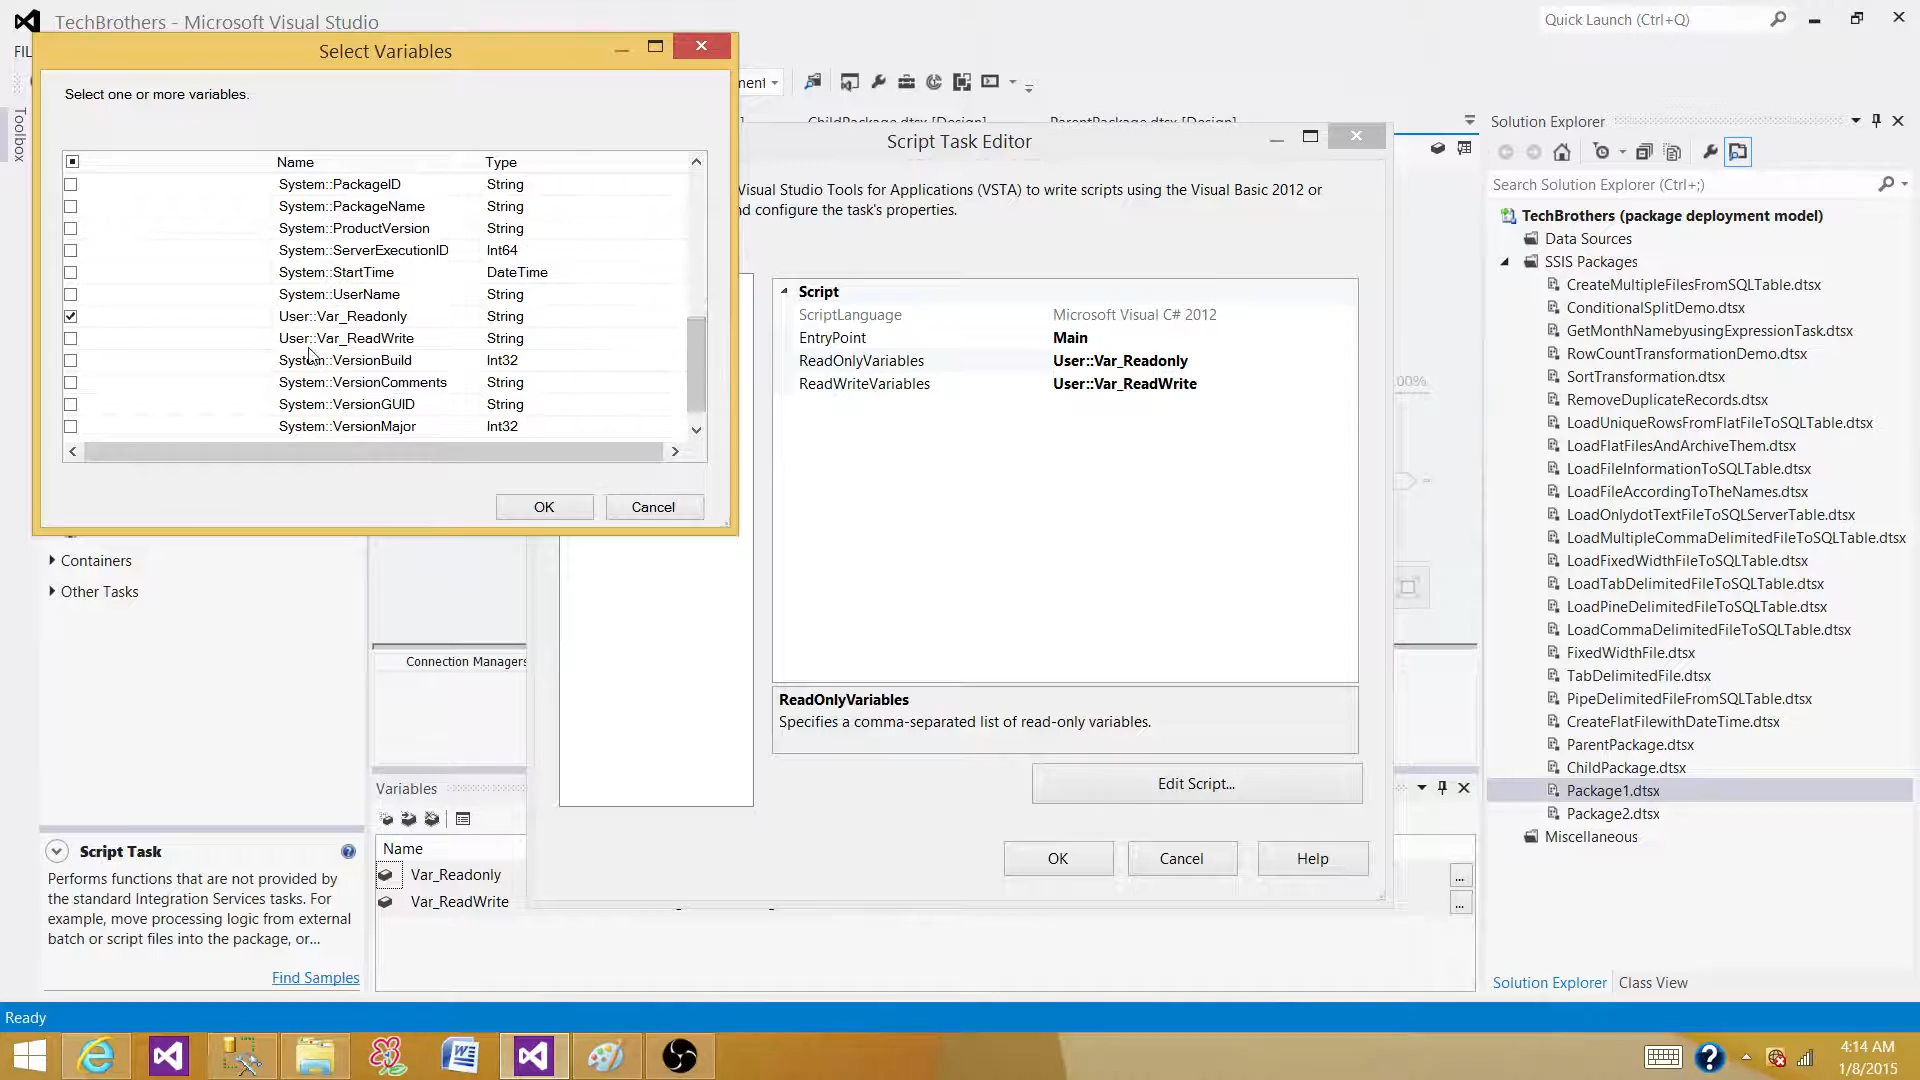 TechBrothers - Microsoft Visual Studio
Quick Launch (Ctrl+Q)
FIL
Select Variables
Select one or more variables.
Toolbox
Name Type
System::PackageID String
System::PackageName String
System::ProductVersion String
System::ServerExecutionID Int64
System::StartTime DateTime
System::UserName String
User::Var_Readonly String
User::Var_ReadWrite String
System::VersionBuild Int32
System::VersionComments String
System::VersionGUID String
System::VersionMajor Int32
OK Cancel
Containers
Other Tasks
Script Task
Performs functions that are not provided by
the standard Integration Services tasks. For
example, move processing logic from external
batch or script files into the package, or...
Find Samples
ChildPackage.dtsx [Design] ParentPackage.dtsx [Design]
Script Task Editor
Visual Studio Tools for Applications (VSTA) to write scripts using the Visual Basic 2012 or
nd configure the task's properties.
Script
ScriptLanguage Microsoft Visual C# 2012
EntryPoint Main
ReadOnlyVariables User::Var_Readonly
ReadWriteVariables User::Var_ReadWrite
ReadOnlyVariables
Specifies a comma-separated list of read-only variables.
Edit Script...
OK Cancel Help
Connection Managers
Variables
Name
Var_Readonly
Var_ReadWrite
Solution Explorer
Search Solution Explorer (Ctrl+;)
TechBrothers (package deployment model)
Data Sources
SSIS Packages
CreateMultipleFilesFromSQLTable.dtsx
ConditionalSplitDemo.dtsx
GetMonthNamebyusingExpressionTask.dtsx
RowCountTransformationDemo.dtsx
SortTransformation.dtsx
RemoveDuplicateRecords.dtsx
LoadUniqueRowsFromFlatFileToSQLTable.dtsx
LoadFlatFilesAndArchiveThem.dtsx
LoadFileInformationToSQLTable.dtsx
LoadFileAccordingToTheNames.dtsx
LoadOnlydotTextFileToSQLServerTable.dtsx
LoadMultipleCommaDelimitedFileToSQLTable.dtsx
LoadFixedWidthFileToSQLTable.dtsx
LoadTabDelimitedFileToSQLTable.dtsx
LoadPineDelimitedFileToSQLTable.dtsx
LoadCommaDelimitedFileToSQLTable.dtsx
FixedWidthFile.dtsx
TabDelimitedFile.dtsx
PipeDelimitedFileFromSQLTable.dtsx
CreateFlatFilewithDateTime.dtsx
ParentPackage.dtsx
ChildPackage.dtsx
Package1.dtsx
Package2.dtsx
Miscellaneous
Solution Explorer Class View
Ready
4:14 AM
1/8/2015